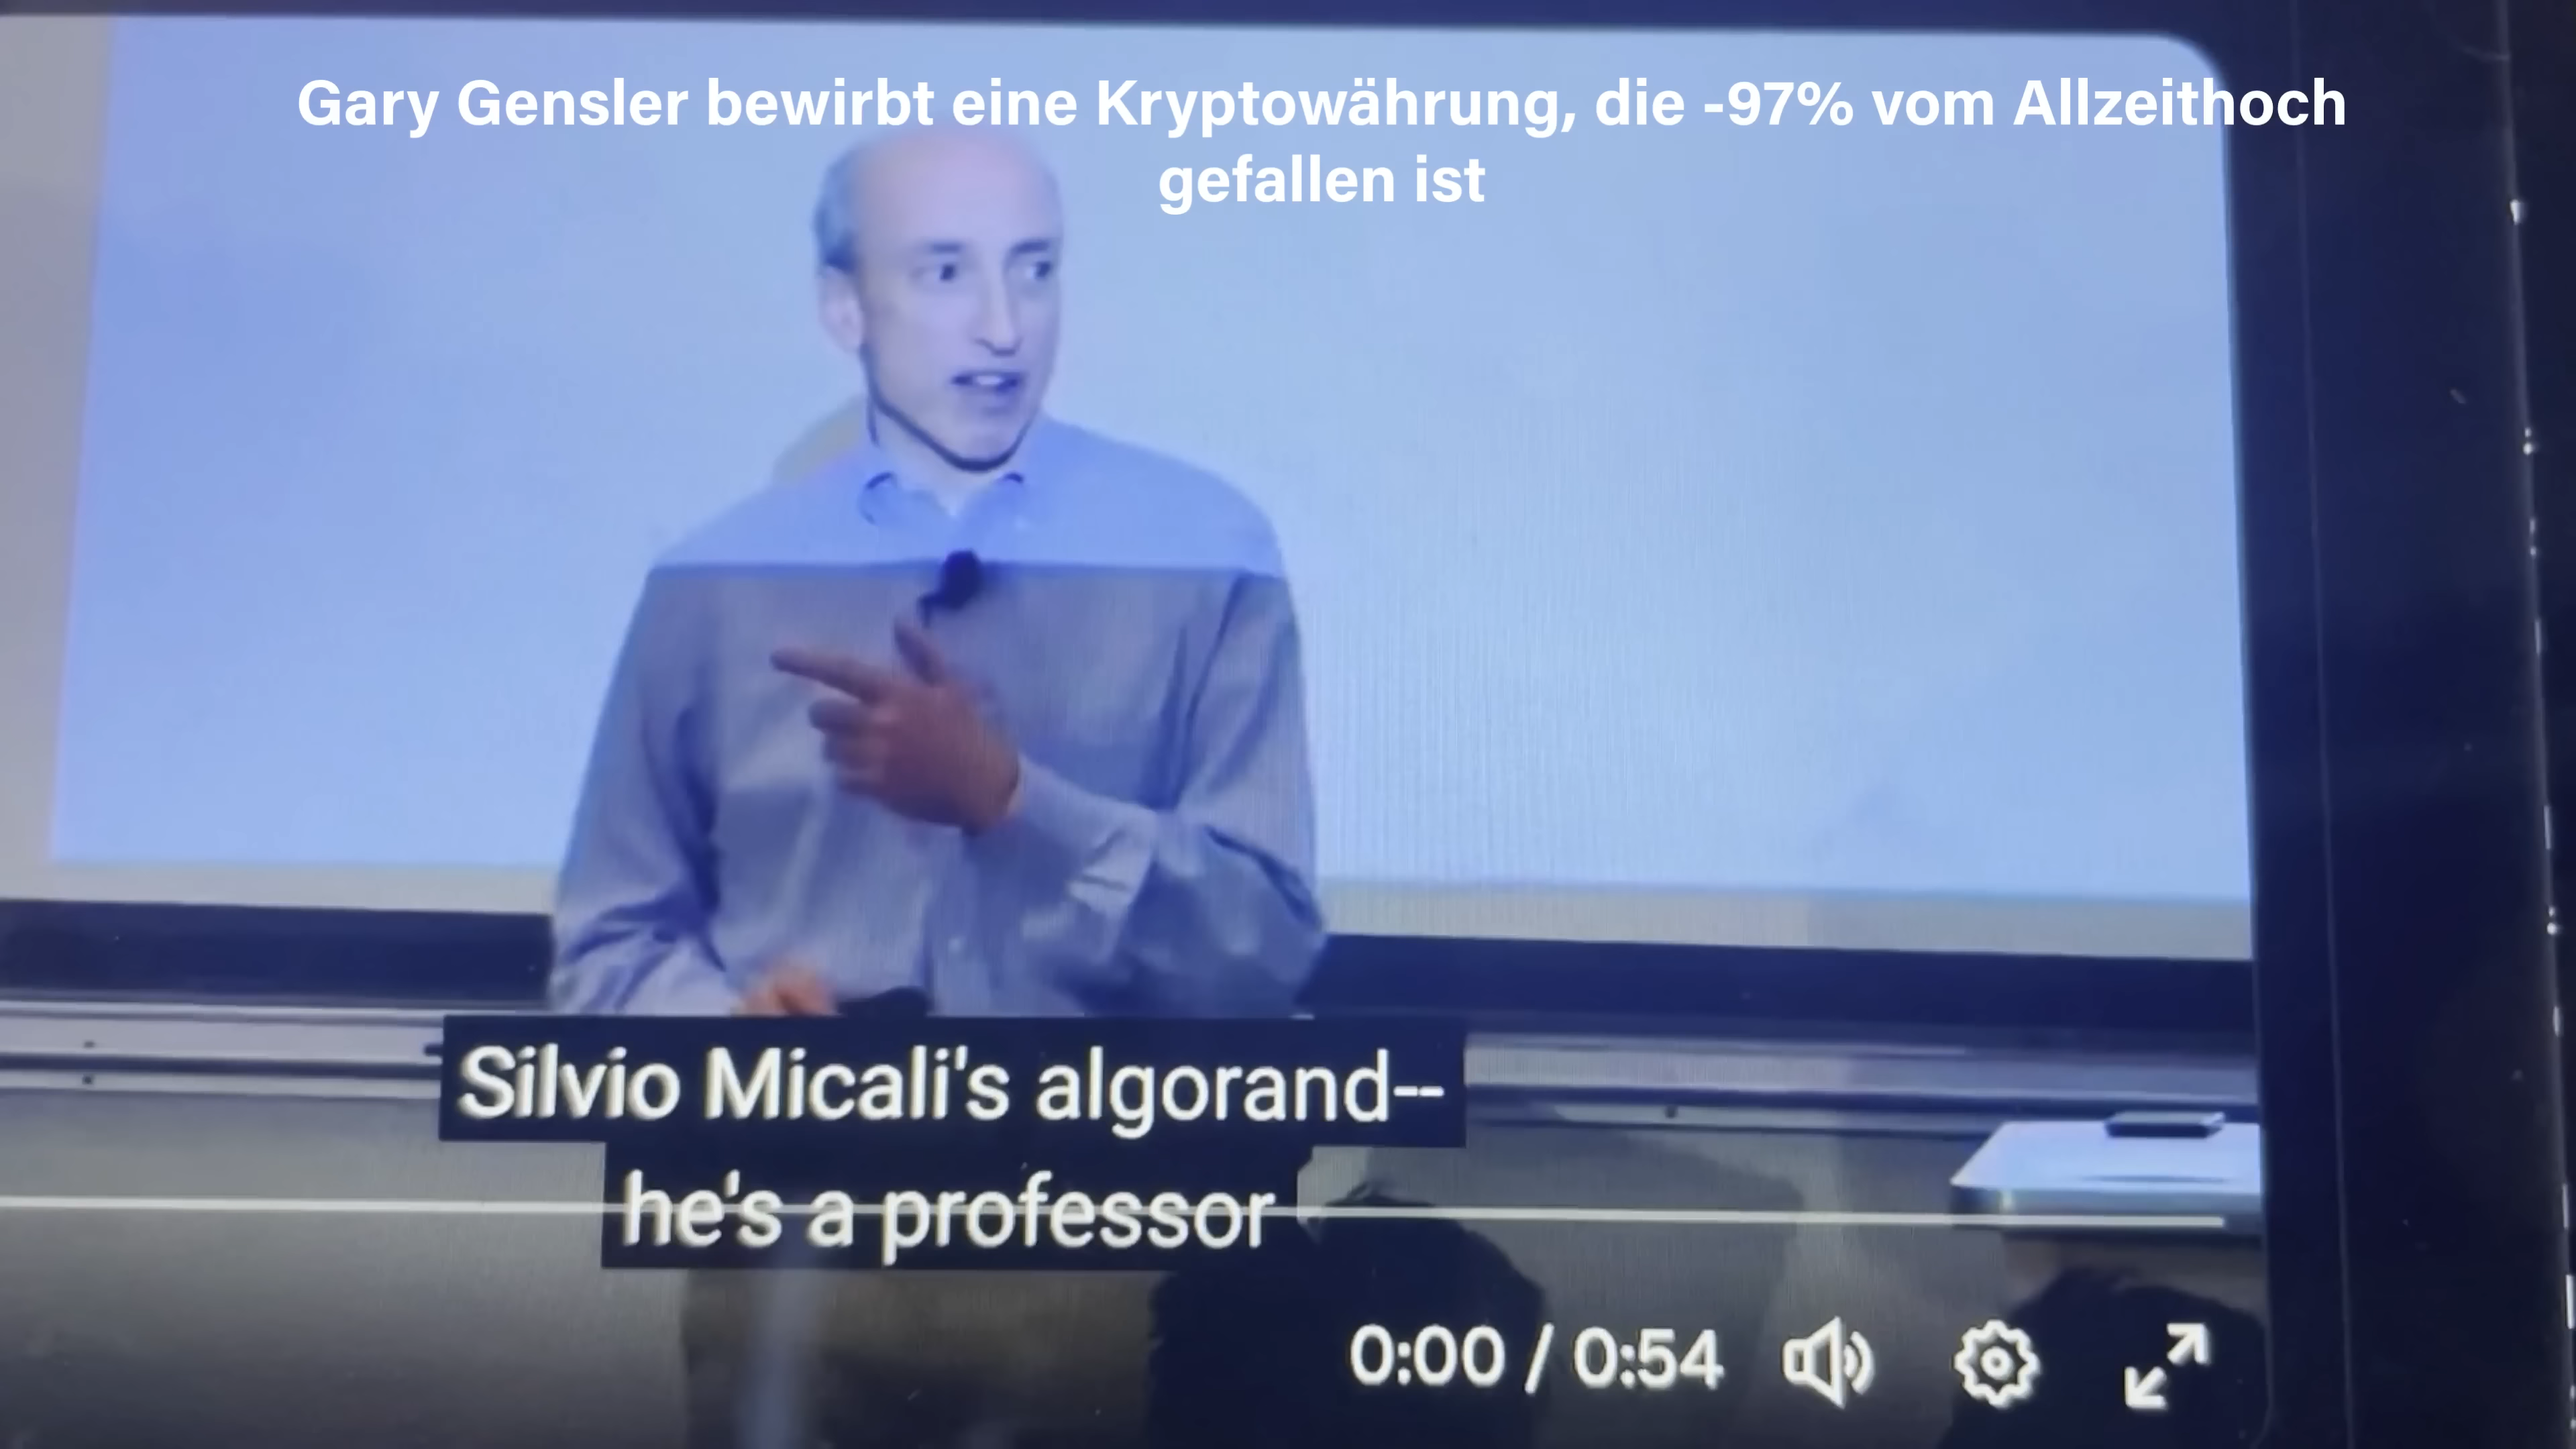 Gary Gensler bewirbt eine Kryptowährung, die -97% vom Allzeithoch
gefallen ist
Silvio Micali's algorand--
he's a professor
0:00 / 0:54